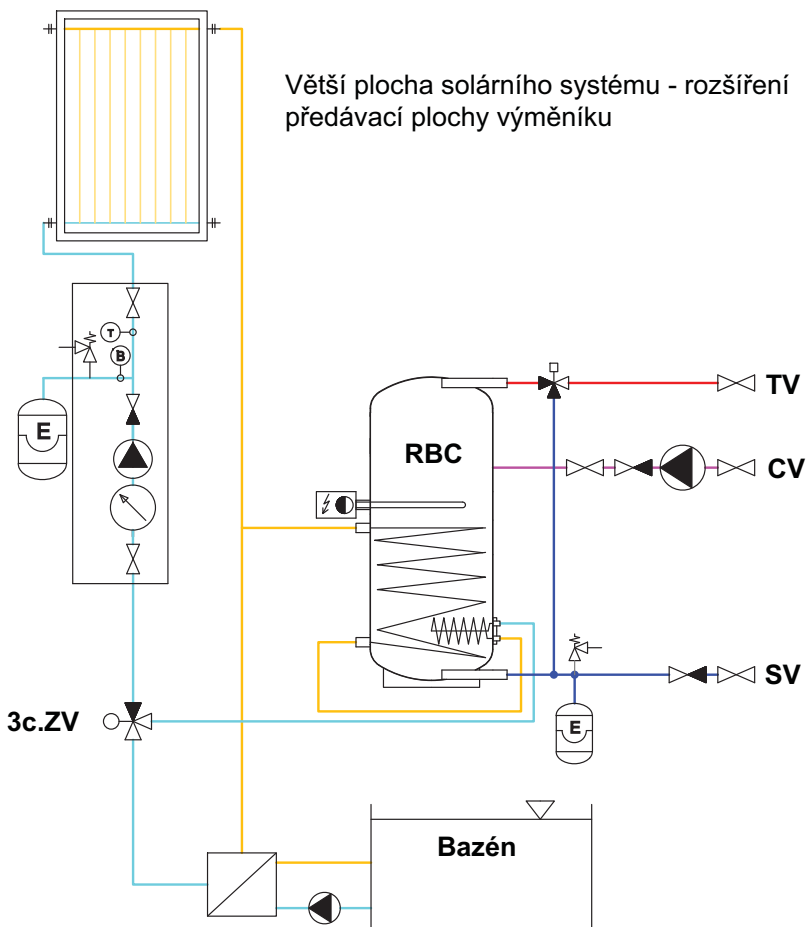 Větší plocha solárního systému - rozšíření
předávací plochy výměníku
T
B
E
RBC
TV
CV
SV
E
3c.ZV
Bazén